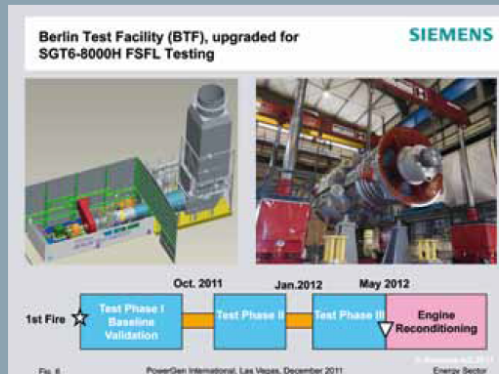 Berlin Test Facility (BTF), upgraded for
SGT6-8000H FSFL Testing
SIEMENS
Oct. 2011
Jan.2012
May 2012
1st Fire
Test Phase I
Baseline
Validation
Test Phase II
Test Phase III
Engine
Reconditioning
Fig. 6
PowerGen International, Las Vegas, December 2011
Energy Sector